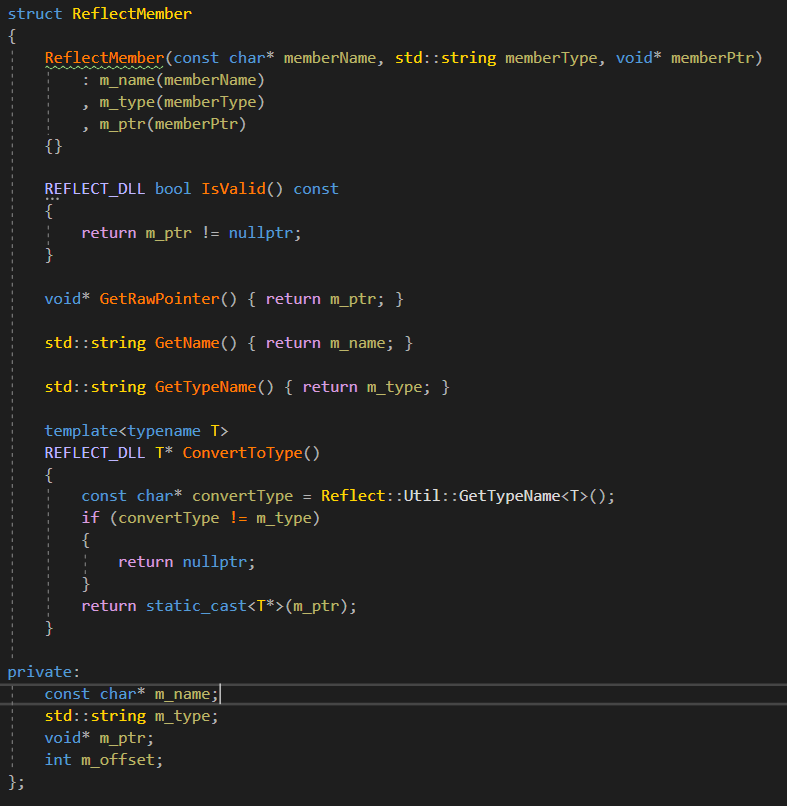 struct ReflectMember
{
    ReflectMember(const char* memberName, std::string memberType, void* memberPtr)
        : m_name(memberName)
        , m_type(memberType)
        , m_ptr(memberPtr)
    {}

    REFLECT_DLL bool IsValid() const
    {
        return m_ptr != nullptr;
    }

    void* GetRawPointer() { return m_ptr; }

    std::string GetName() { return m_name; }

    std::string GetTypeName() { return m_type; }

    template<typename T>
    REFLECT_DLL T* ConvertToType()
    {
        const char* convertType = Reflect::Util::GetTypeName<T>();
        if (convertType != m_type)
        {
            return nullptr;
        }
        return static_cast<T*>(m_ptr);
    }

private:
    const char* m_name;
    std::string m_type;
    void* m_ptr;
    int m_offset;
};